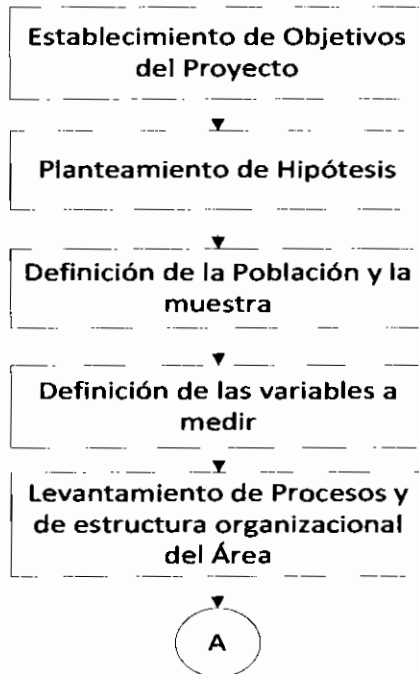 Establecimiento de Objetivos
del Proyecto
Planteamiento de Hipótesis
Definición de la Población y la
muestra
Definición de las variables a
medir
Levantamiento de Procesos y
de estructura organizacional
del Área
A